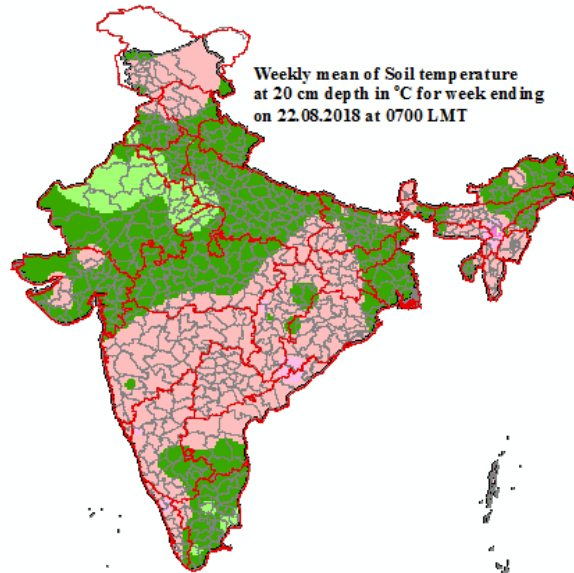 Weekly mean of Soil temperature
at 20 cm depth in °C for week ending
on 22.08.2018 at 0700 LMT